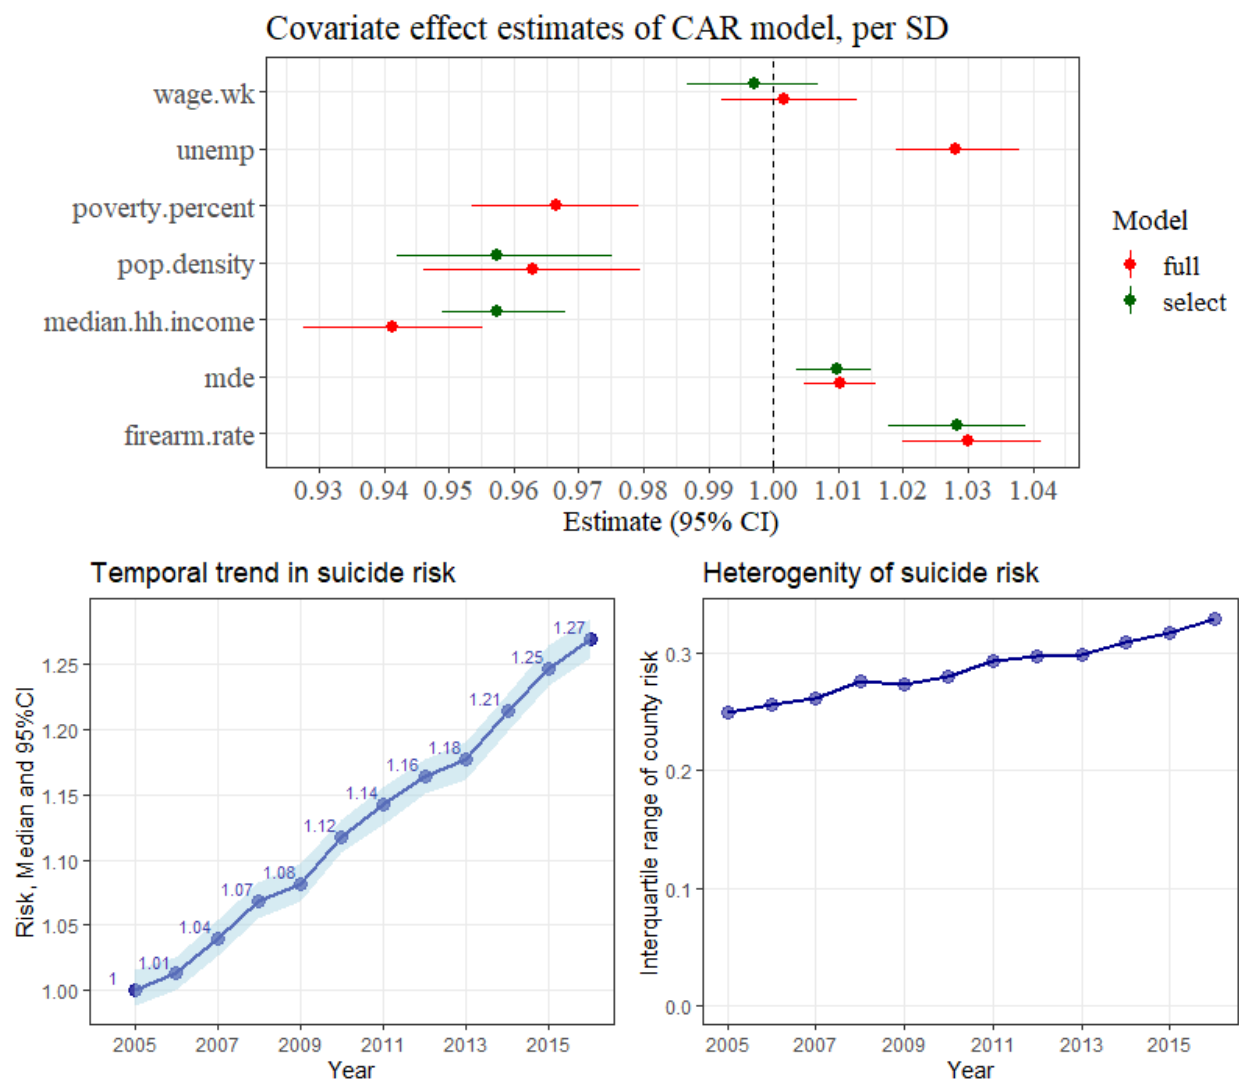 Covariate effect estimates of CAR model, per SD
wage.wk
unemp
poverty.percent
pop.density
median.hh.income
mde
firearm.rate
0.93 0.94 0.95 0.96 0.97 0.98 0.99 1.00 1.01 1.02 1.03 1.04
Estimate (95% CI)
Model
full
select
Temporal trend in suicide risk
Risk, Median and 95%CI
1.25
1.20
1.15
1.10
1.05
1.00
1
1.01
1.04
1.07
1.08
1.12
1.14
1.16
1.18
1.21
1.25
1.27
2005 2007 2009 2011 2013 2015
Year
Heterogenity of suicide risk
Interquartile range of county risk
0.3
0.2
0.1
0.0
2005 2007 2009 2011 2013 2015
Year